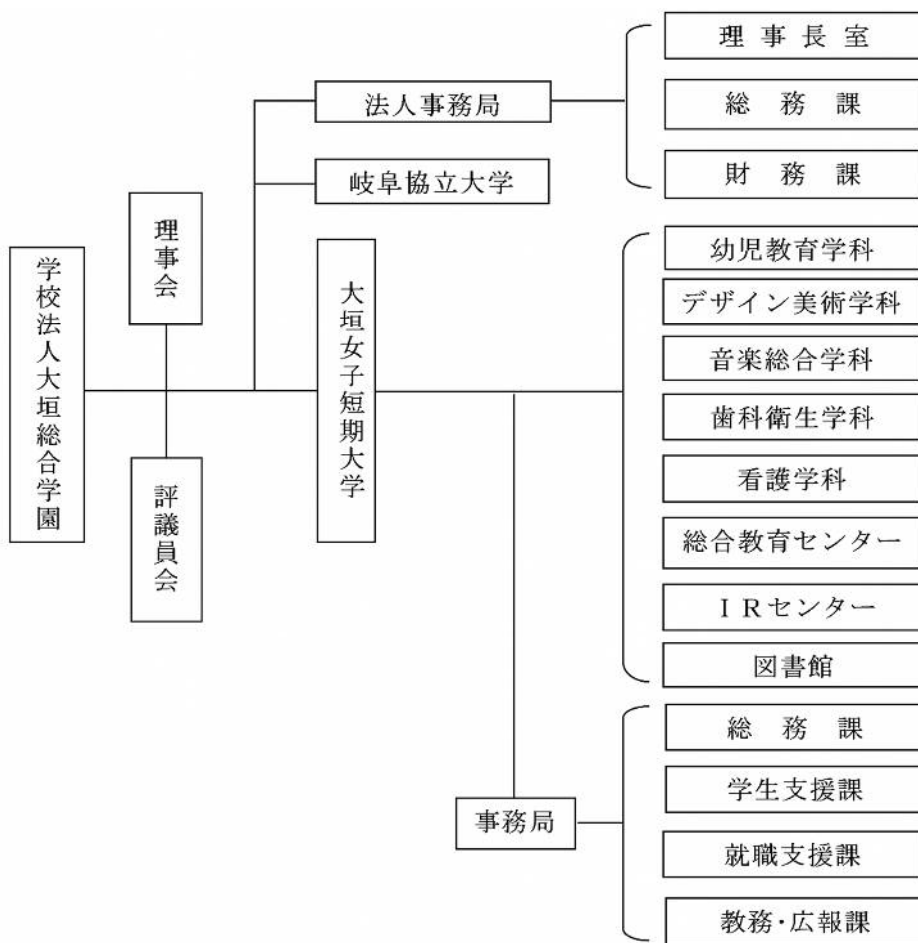 学校法人大垣総合学園
理事会
評議員会
法人事務局
理事長室
総務課
財務課
岐阜協立大学
大垣女子短期大学
幼児教育学科
デザイン美術学科
音楽総合学科
歯科衛生学科
看護学科
総合教育センター
IRセンター
図書館
事務局
総務課
学生支援課
就職支援課
教務・広報課